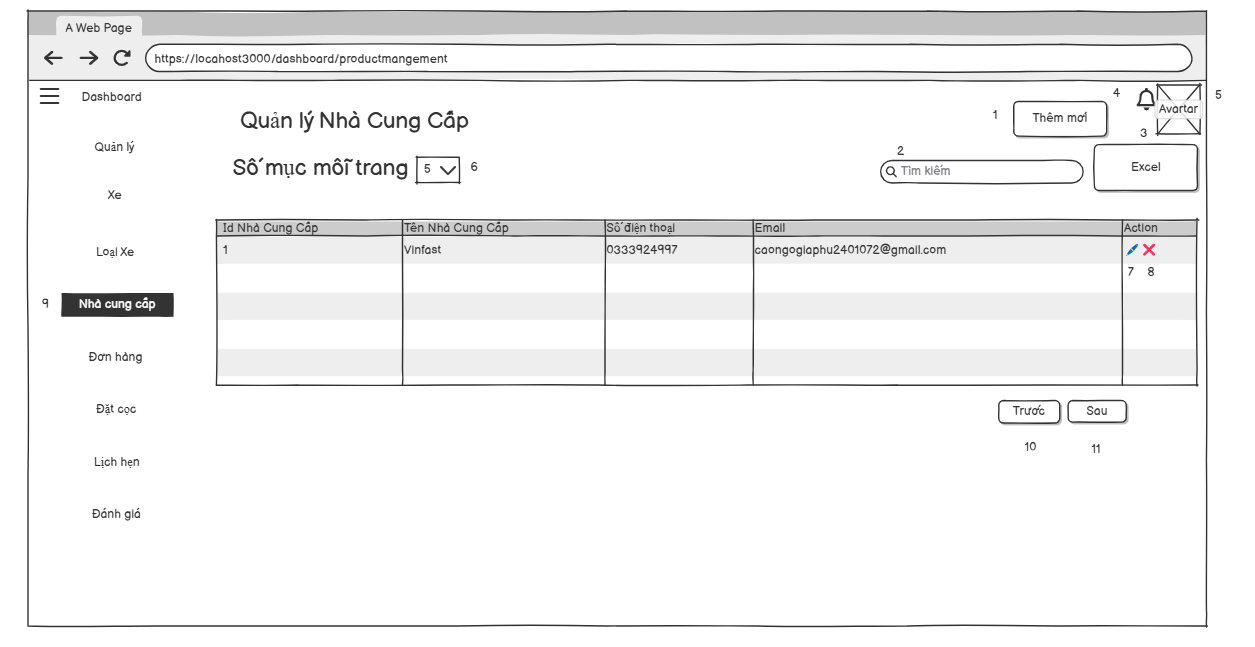 A Web Page
https://locahost3000/dashboard/productmangement
Dashboard
4
5
Avartar
Quản lý Nhà Cung Cấp
1
Thêm mơi
3
Quản lý
2
Số mục mỗi trang 5 6
Tìm kiếm
Excel
Xe
Id Nhà Cung Cấp Tên Nhà Cung Cấp Số điện thoại Email Action
1 Vinfast 0333924997 caongogiaphu2401072@gmail.com
7 8
Loại Xe
9 Nhà cung cấp
Đơn hàng
Đặt cọc
Trước Sau
10 11
Lịch hẹn
Đánh giá